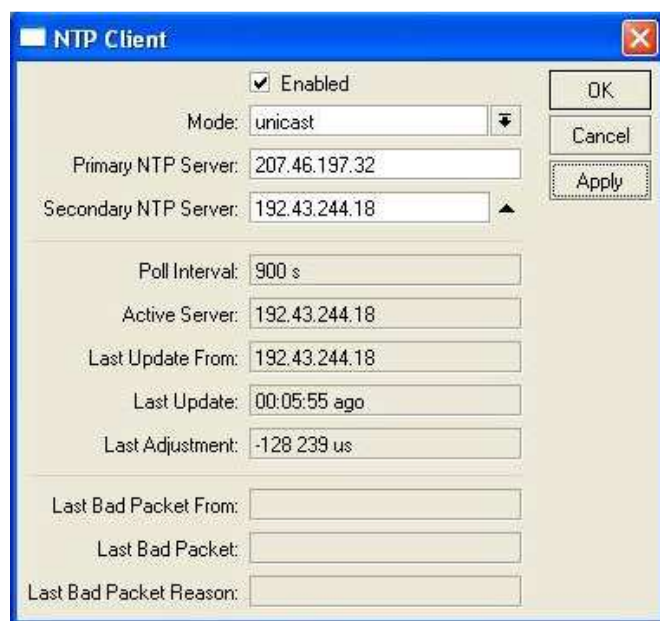 NTP Client
Enabled
OK
Mode: unicast
Cancel
Primary NTP Server: 207.46.197.32
Apply
Secondary NTP Server: 192.43.244.18
Poll Interval: 900 s
Active Server: 192.43.244.18
Last Update From: 192.43.244.18
Last Update: 00:05:55 ago
Last Adjustment: -128 239 us
Last Bad Packet From:
Last Bad Packet:
Last Bad Packet Reason: